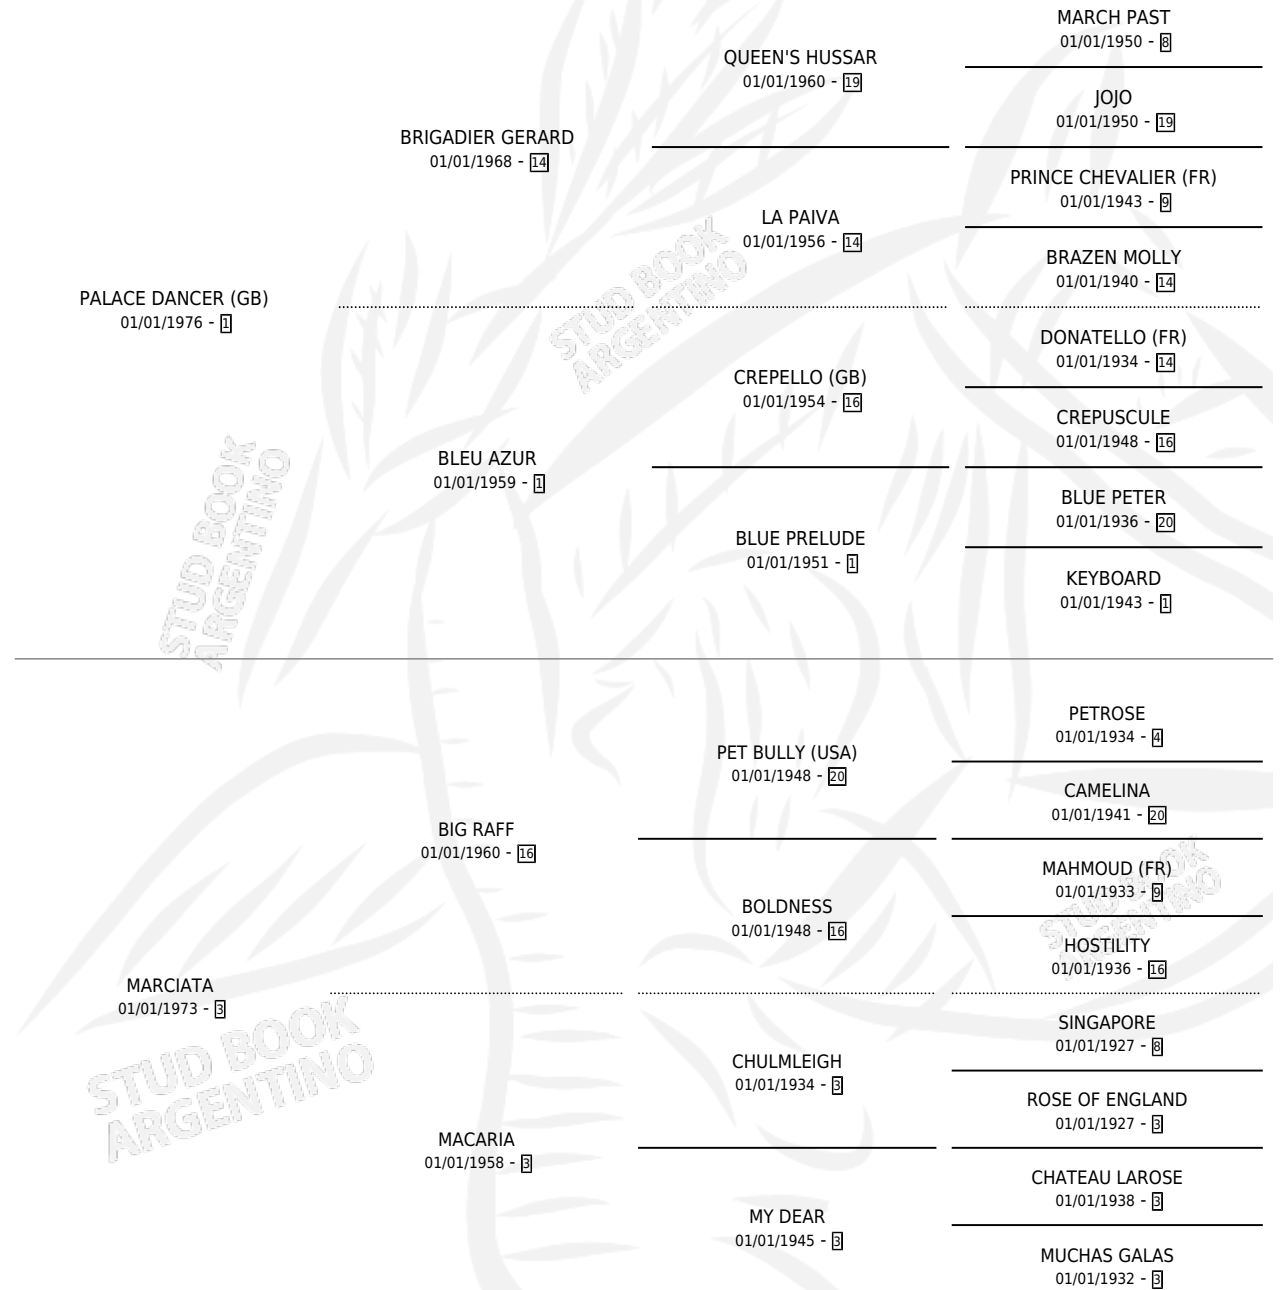 MARCH PAST
01/01/1950 - 8
QUEEN'S HUSSAR
01/01/1960 - 19
JOJO
01/01/1950 - 19
BRIGADIER GERARD
01/01/1968 - 14
PRINCE CHEVALIER (FR)
01/01/1943 - 9
LA PAIVA
01/01/1956 - 14
BRAZEN MOLLY
01/01/1940 - 14
PALACE DANCER (GB)
01/01/1976 - 1
STUD BOOK
ARGENTINO
DONATELLO (FR)
01/01/1934 - 14
CREPELLO (GB)
01/01/1954 - 16
CREPUSCULE
01/01/1948 - 16
BLEU AZUR
01/01/1959 - 1
BLUE PETER
01/01/1936 - 20
BLUE PRELUDE
01/01/1951 - 1
KEYBOARD
01/01/1943 - 1
STUD BOOK
ARGENTINO
PETROSE
01/01/1934 - 4
PET BULLY (USA)
01/01/1948 - 20
CAMELINA
01/01/1941 - 20
BIG RAFF
01/01/1960 - 16
MAHMOUD (FR)
01/01/1933 - 9
BOLDNESS
01/01/1948 - 16
STUD BOOK
ARGENTINO
HOSTILITY
01/01/1936 - 16
MARCIATA
01/01/1973 - 3
STUD BOOK
ARGENTINO
SINGAPORE
01/01/1927 - 8
CHULMLEIGH
01/01/1934 - 3
ROSE OF ENGLAND
01/01/1927 - 3
MACARIA
01/01/1958 - 3
CHATEAU LAROSE
01/01/1938 - 3
MY DEAR
01/01/1945 - 3
MUCHAS GALAS
01/01/1932 - 3